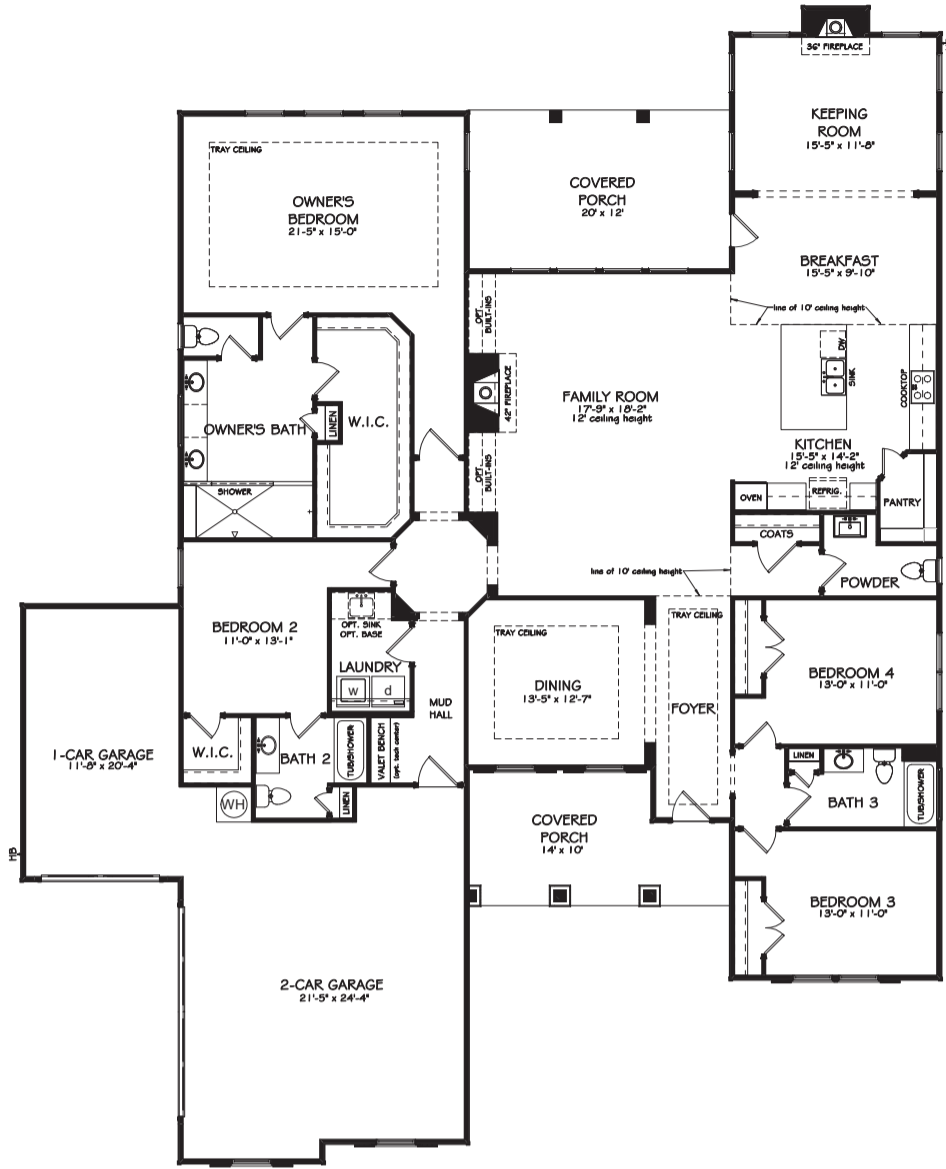 36" FIREPLACE
KEEPING
ROOM
15'-5" x 11'-8"
TRAY CEILING
OWNER'S
BEDROOM
21-5" x 15'-0"
COVERED
PORCH
20' x 12'
BREAKFAST
15'-5" x 9'-10"
line of 10' ceiling height
OPT.
BUILT-INS
42" FIREPLACE
OPT.
BUILT-INS
FAMILY ROOM
17'-9" x 18'-2"
12' ceiling height
DW
SINK
COOKTOP
KITCHEN
15'-5" x 14'-2"
12' ceiling height
OVEN
REFRIG.
PANTRY
OWNER'S BATH
LINEN
W.I.C.
SHOWER
COATS
POWDER
line of 10' ceiling height
BEDROOM 2
11'-0" x 13'-1"
OPT. SINK
OPT. BASE
LAUNDRY
w
d
MUD
HALL
TRAY CEILING
DINING
13'-5" x 12'-7"
TRAY CEILING
FOYER
BEDROOM 4
13'-0" x 11'-0"
1-CAR GARAGE
11'-8" x 20'-4"
W.I.C.
BATH 2
TUB/SHOWER
VALET BENCH
(opt. tech center)
LINEN
WH
HB
COVERED
PORCH
14' x 10'
LINEN
BATH 3
TUB/SHOWER
BEDROOM 3
13'-0" x 11'-0"
2-CAR GARAGE
21'-5" x 24'-4"